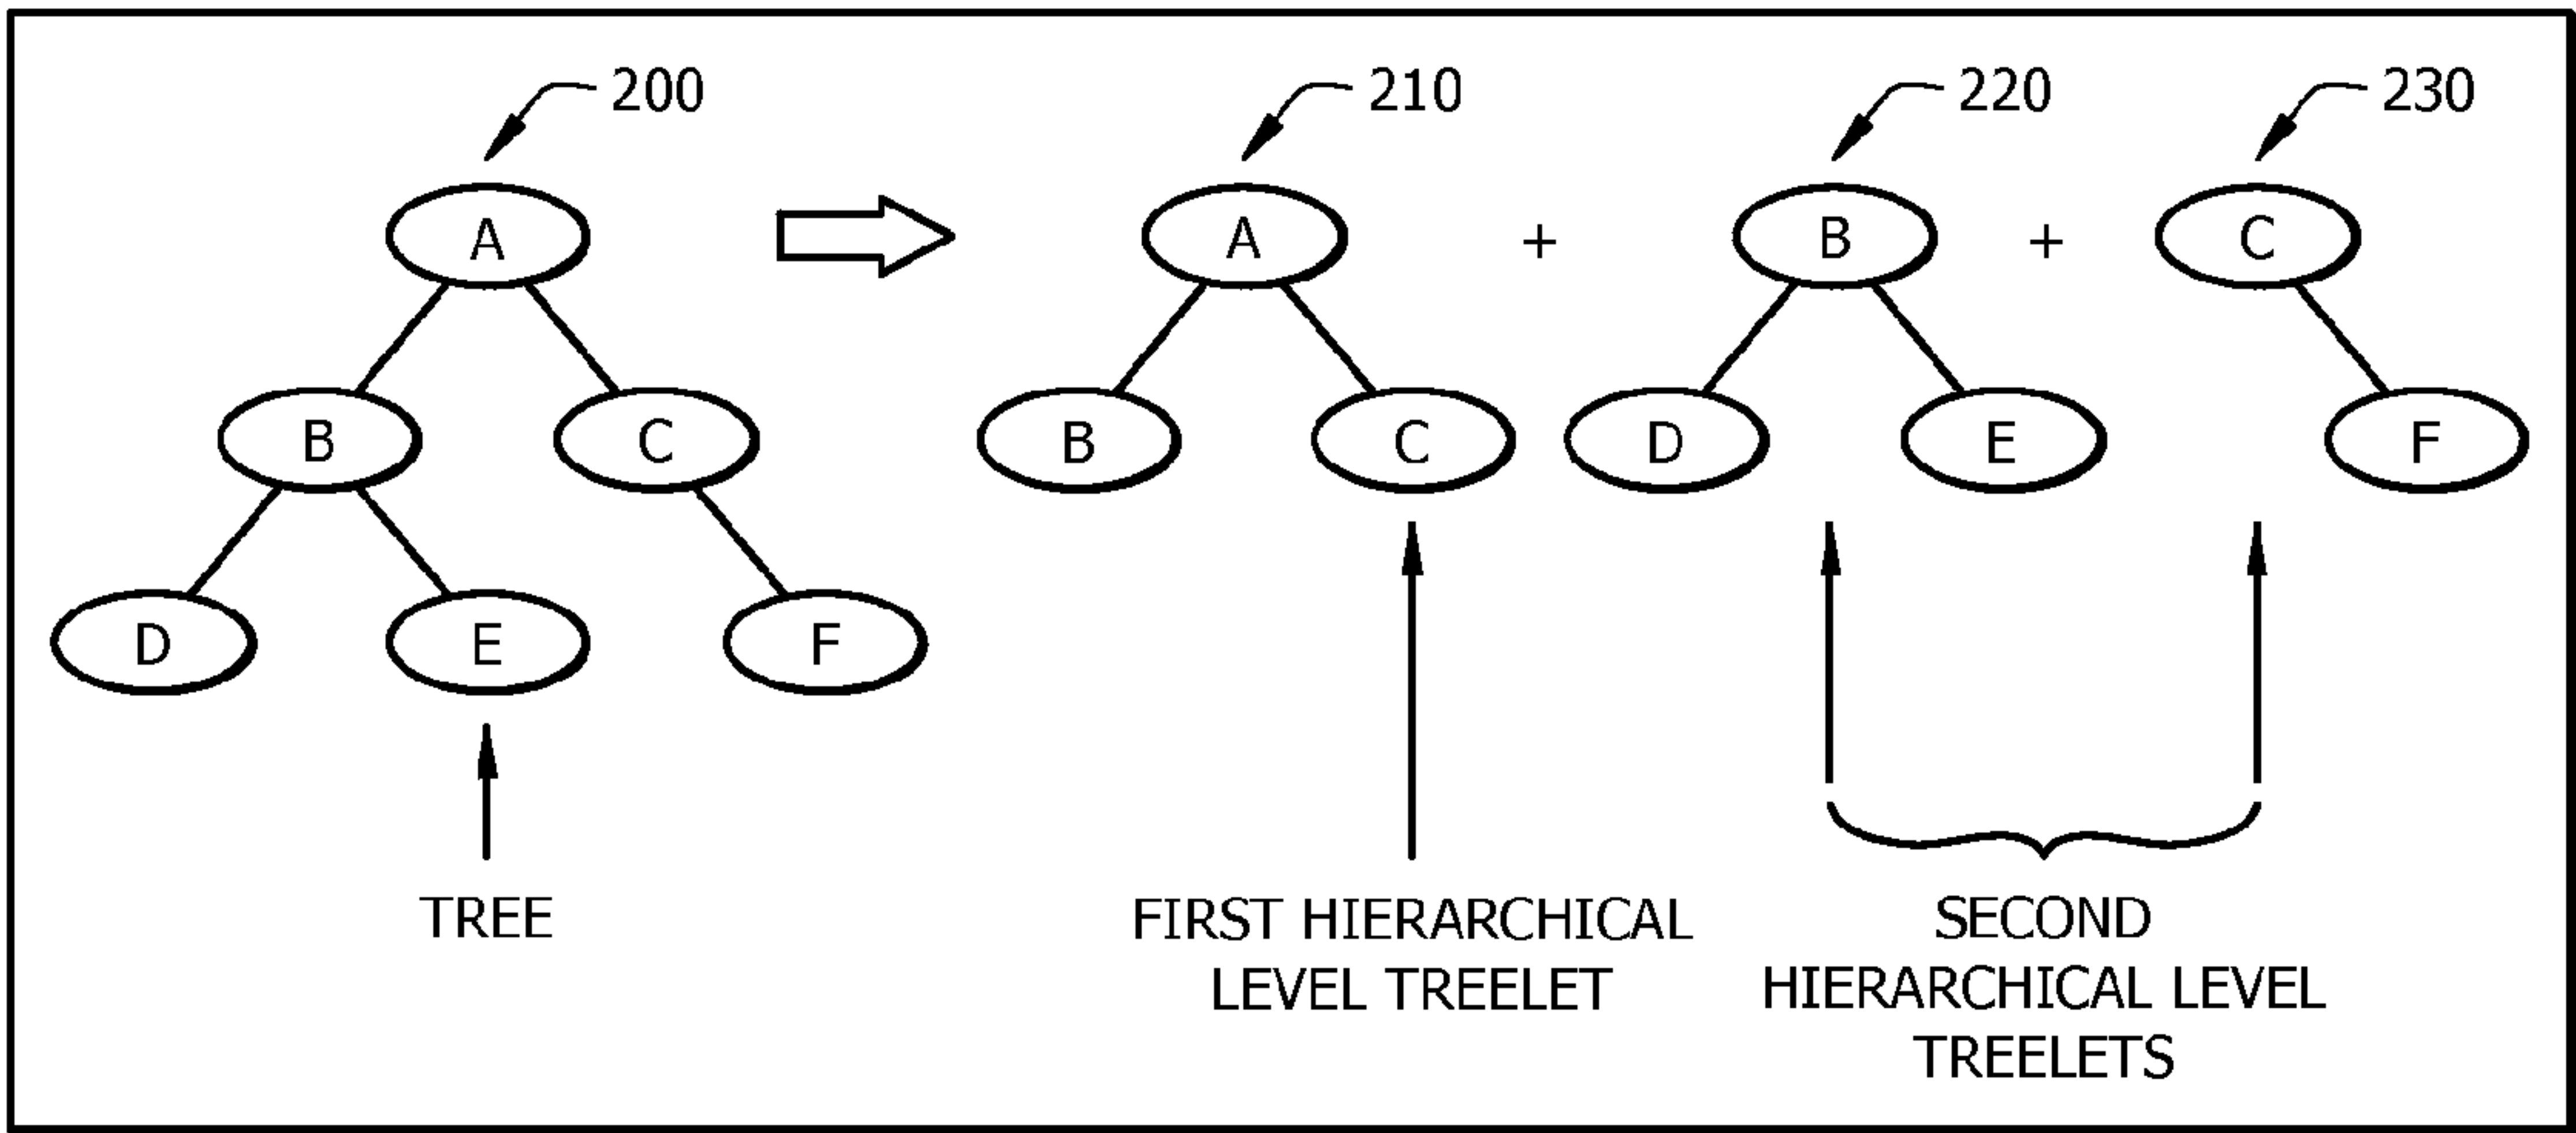 200
210
220
230
A
A
+
B
+
C
B
C
B
C
D
E
F
D
E
F
TREE
FIRST HIERARCHICAL
LEVEL TREELET
SECOND
HIERARCHICAL LEVEL
TREELETS